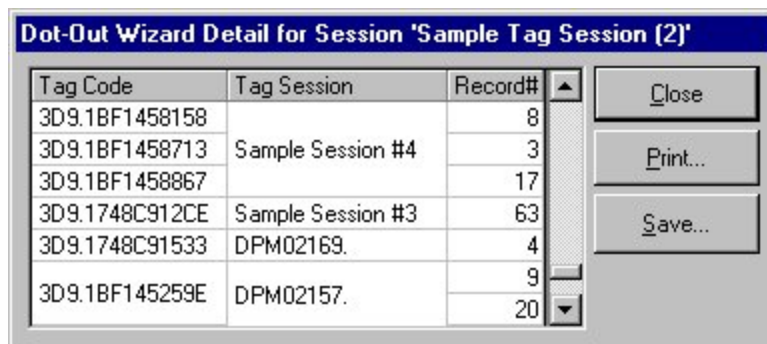 Dot-Out Wizard Detail for Session 'Sample Tag Session (2)'
Tag Code Tag Session Record#
3D9.1BF1458158 8
3D9.1BF1458713 Sample Session #4 3
3D9.1BF1458867 17
3D9.1748C912CE Sample Session #3 63
3D9.1748C91533 DPM02169. 4
3D9.1BF145259E DPM02157. 9
20
Close
Print...
Save...